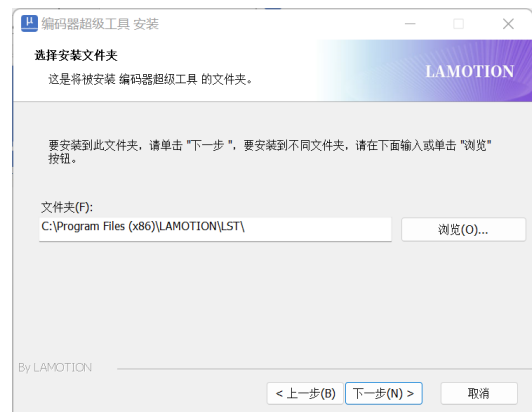 μ 编码器超级工具 安装
选择安装文件夹
这是将被安装 编码器超级工具 的文件夹。
LAMOTION
要安装到此文件夹，请单击 "下一步 "，要安装到不同文件夹，请在下面输入或单击 "浏览"
按钮。
文件夹(F):
C:\Program Files (x86)\LAMOTION\LST\
浏览(O)...
By LAMOTION
< 上一步(B)
下一步(N) >
取消